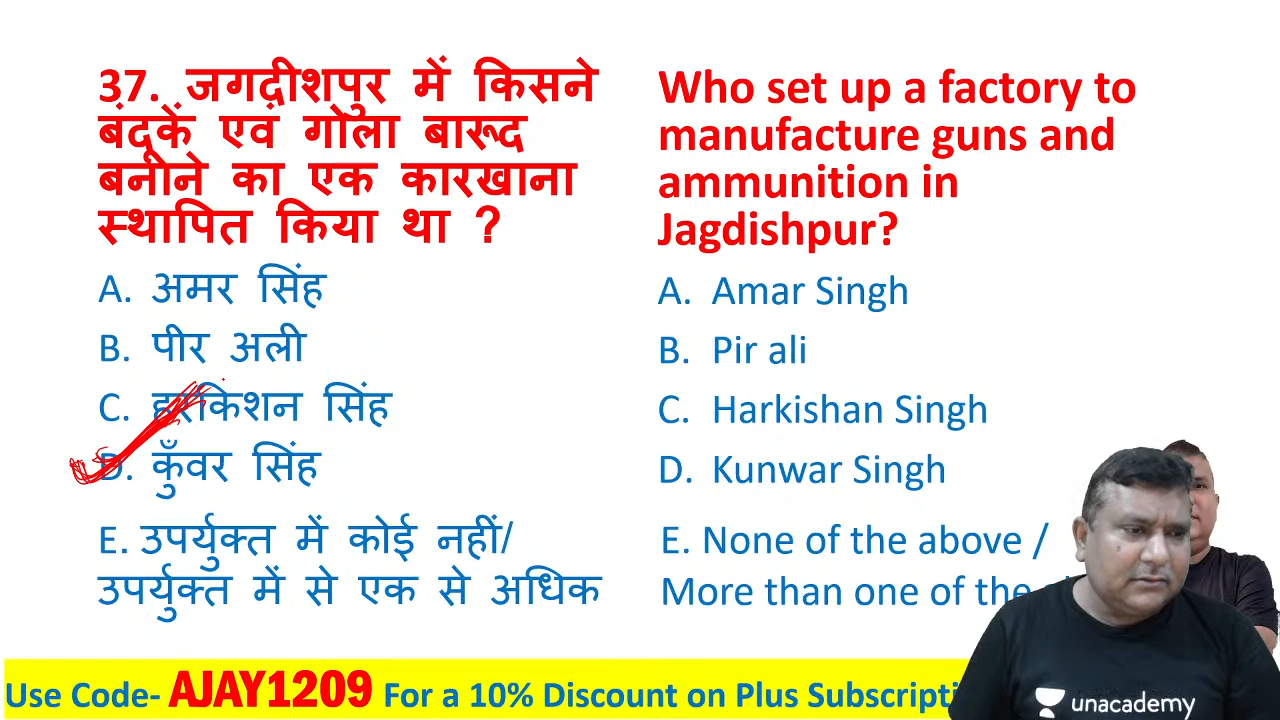 37. जगदीशपुर में किसने
बंदूकें एवं गोला बारूद
बनाने का एक कारखाना
स्थापित किया था ?
A. अमर सिंह
B. पीर अली
C. हरकिशन सिंह
D. कुँवर सिंह
E. उपर्युक्त में कोई नहीं/
उपर्युक्त में से एक से अधिक
Who set up a factory to
manufacture guns and
ammunition in
Jagdishpur?
A. Amar Singh
B. Pir ali
C. Harkishan Singh
D. Kunwar Singh
E. None of the above /
More than one of the
Use Code- AJAY1209 For a 10% Discount on Plus
unacademy